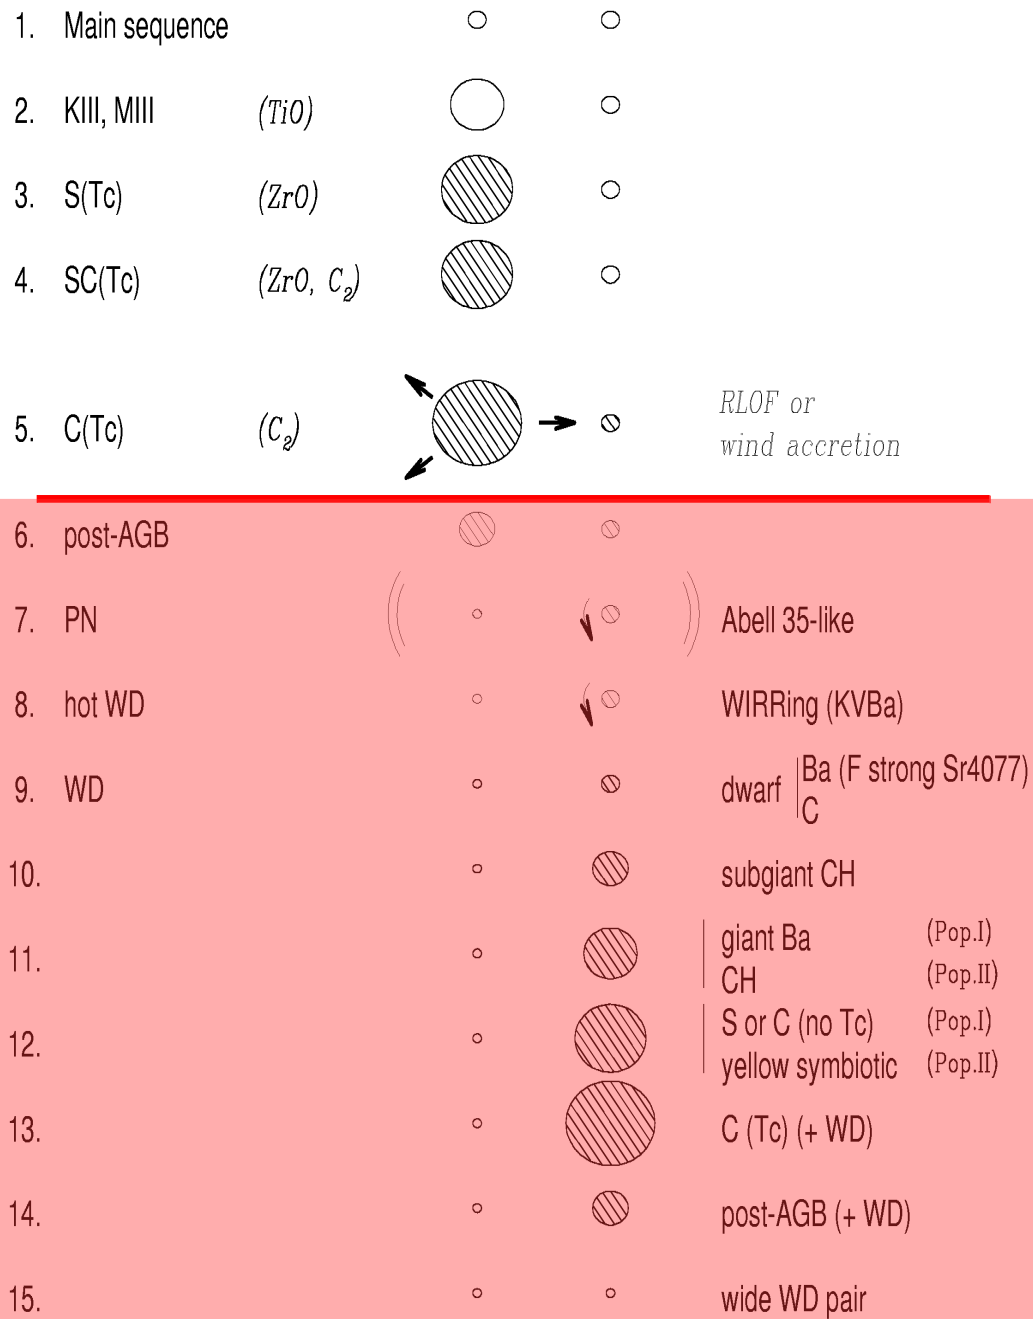 1. Main sequence
2. KIII, MIII (TiO)
3. S(Tc) (ZrO)
4. SC(Tc) (ZrO, C₂)
RLOF or
5. C(Tc) (C₂)
wind accretion
6. post-AGB
7. PN Abell 35-like
8. hot WD WIRRing (KVBa)
9. WD dwarf Ba (F strong Sr4077)
C
10. subgiant CH
11. giant Ba (Pop.I)
CH (Pop.II)
12. S or C (no Tc) (Pop.I)
yellow symbiotic (Pop.II)
13. C (Tc) (+ WD)
14. post-AGB (+ WD)
15. wide WD pair